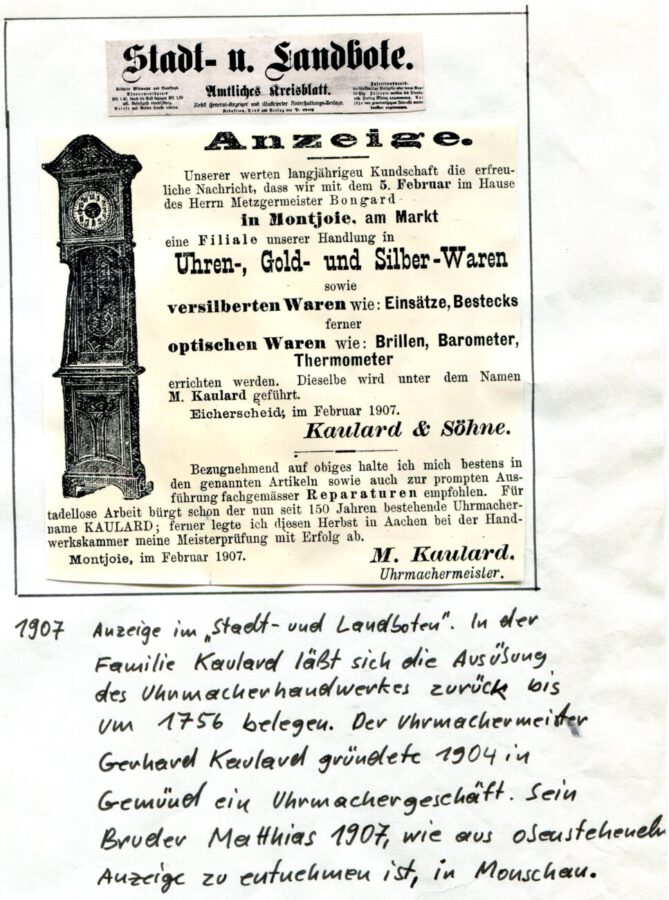 Stadt- u. Landbote.
Amtliches Kreisblatt.
Anzeige.
Unserer werten langjährigen Kundschaft die erfreu-
liche Nachricht, dass wir mit dem 5. Februar im Hause
des Herrn Metzgermeister Bongard
in Montjoie, am Markt
eine Filiale unserer Handlung in
Uhren-, Gold- und Silber-Waren
sowie
versilberten Waren wie: Einsätze, Bestecks
ferner
optischen Waren wie: Brillen, Barometer,
Thermometer
errichten werden. Dieselbe wird unter dem Namen
M. Kaulard geführt.
Eicherscheid, im Februar 1907.
Kaulard & Söhne.
Bezugnehmend auf obiges halte ich mich bestens in
den genannten Artikeln sowie auch zur prompten Aus-
führung fachgemässer Reparaturen empfohlen. Für
tadellose Arbeit bürgt schon der nun seit 150 Jahren bestehende Uhrmacher-
name KAULARD; ferner legte ich diesen Herbst in Aachen bei der Hand-
werkskammer meine Meisterprüfung mit Erfolg ab.
Montjoie, im Februar 1907.
M. Kaulard.
Uhrmachermeister.
1907 Anzeige im „Stadt- und Landboten". In der
Familie Kaulard läßt sich die Ausübung
des Uhrmacherhandwerkes zurück bis
um 1756 belegen. Der Uhrmachermeister
Gerhard Kaulard gründete 1904 in
Gemünd ein Uhrmachergeschäft. Sein
Bruder Matthias 1907, wie aus obenstehender
Anzeige zu entnehmen ist, in Monschau.